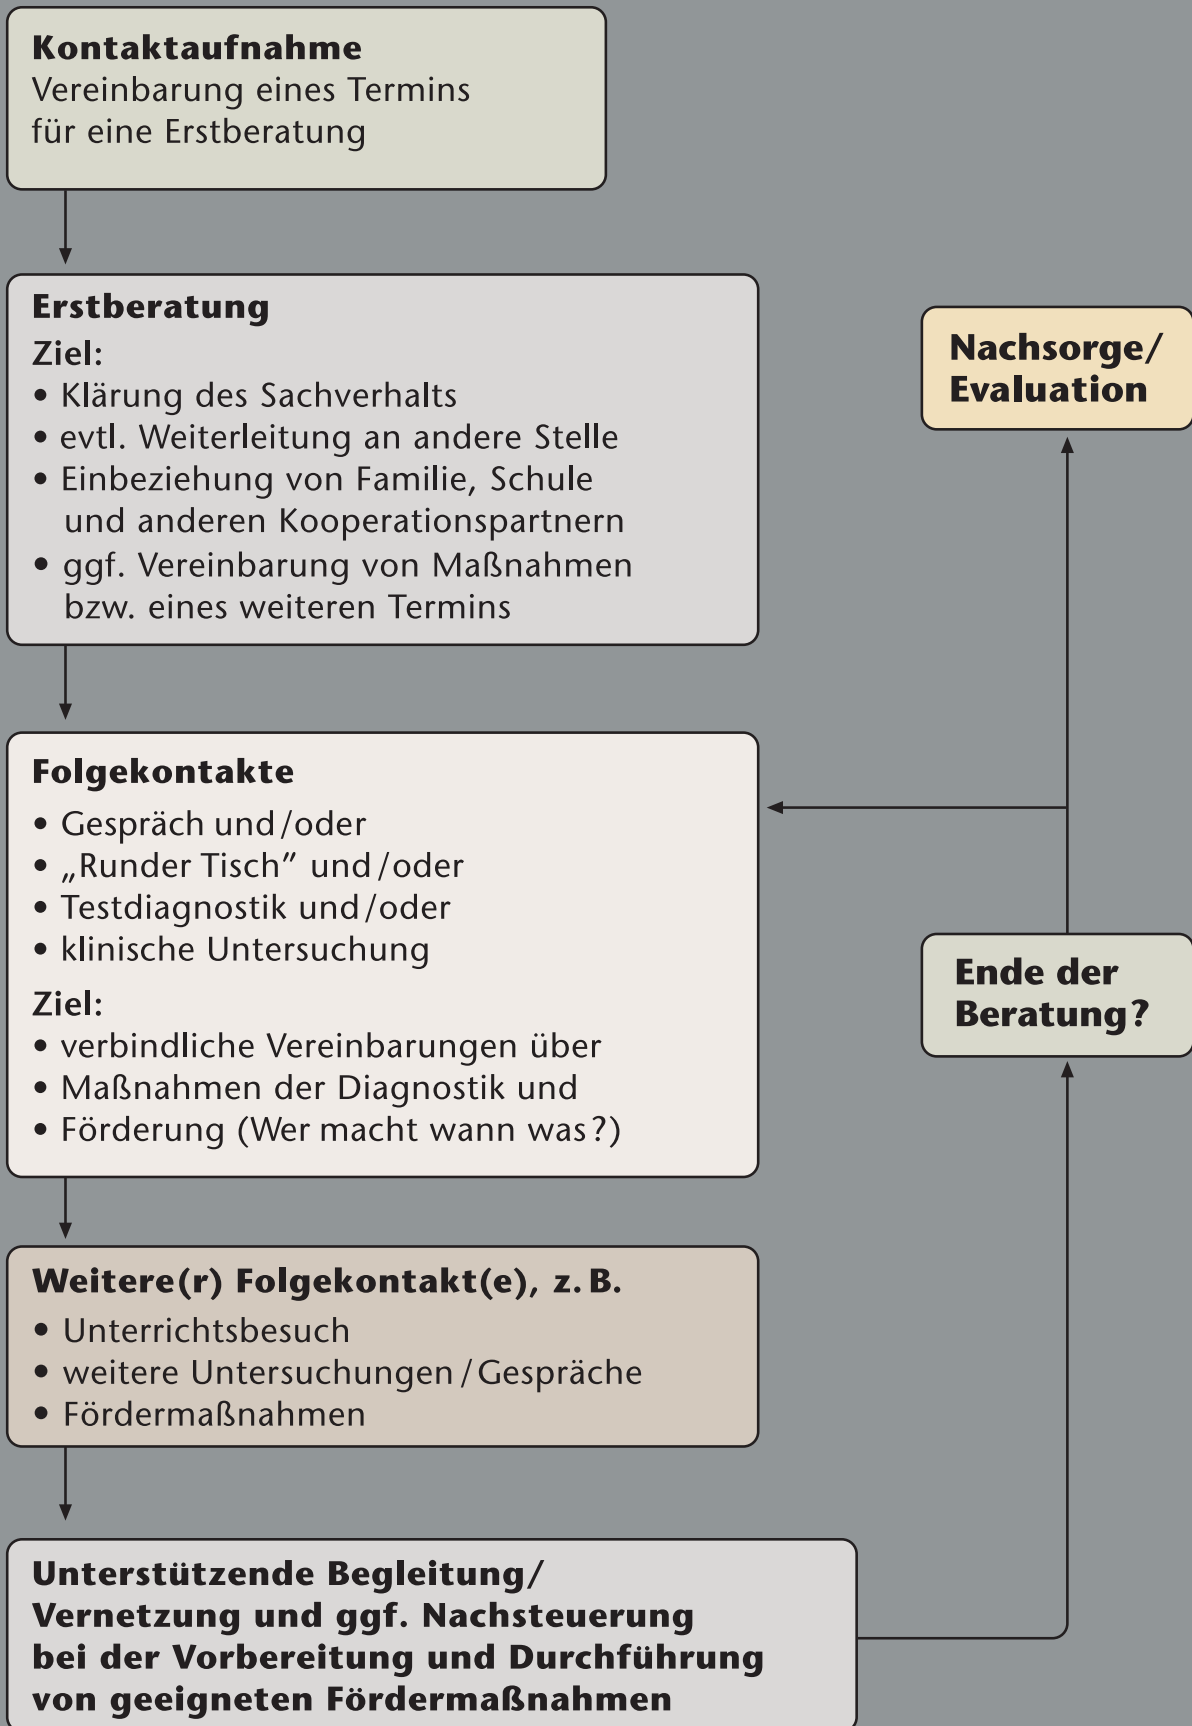 Kontaktaufnahme
Vereinbarung eines Termins
für eine Erstberatung
Erstberatung
Ziel:
• Klärung des Sachverhalts
• evtl. Weiterleitung an andere Stelle
• Einbeziehung von Familie, Schule
und anderen Kooperationspartnern
• ggf. Vereinbarung von Maßnahmen
bzw. eines weiteren Termins
Folgekontakte
• Gespräch und/oder
• „Runder Tisch” und/oder
• Testdiagnostik und/oder
• klinische Untersuchung
Ziel:
• verbindliche Vereinbarungen über
• Maßnahmen der Diagnostik und
• Förderung (Wer macht wann was?)
Weitere(r) Folgekontakt(e), z. B.
• Unterrichtsbesuch
• weitere Untersuchungen/Gespräche
• Fördermaßnahmen
Unterstützende Begleitung/
Vernetzung und ggf. Nachsteuerung
bei der Vorbereitung und Durchführung
von geeigneten Fördermaßnahmen
Ende der
Beratung?
Nachsorge/
Evaluation